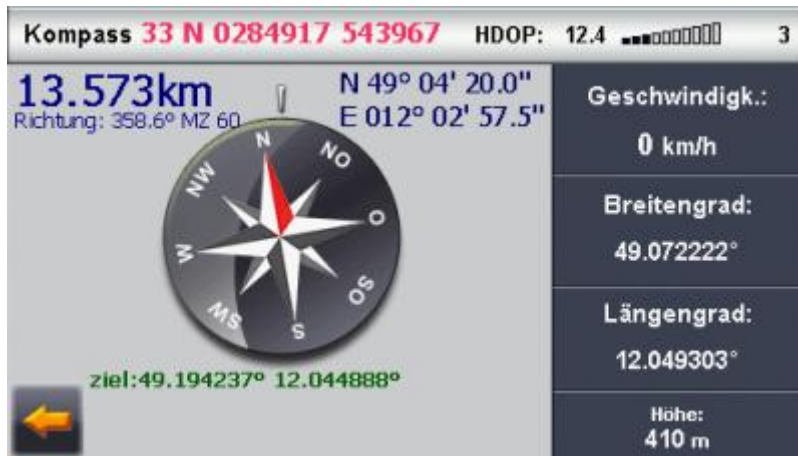 Kompass 33 N 0284917 543967 HDOP: 12.4 3
13.573km
Richtung: 358.6° MZ 60
N 49° 04' 20.0"
E 012° 02' 57.5"
N
NO
O
SO
S
SW
W
NW
ziel:49.194237° 12.044888°
Geschwindigk.:
0 km/h
Breitengrad:
49.072222°
Längengrad:
12.049303°
Höhe:
410 m